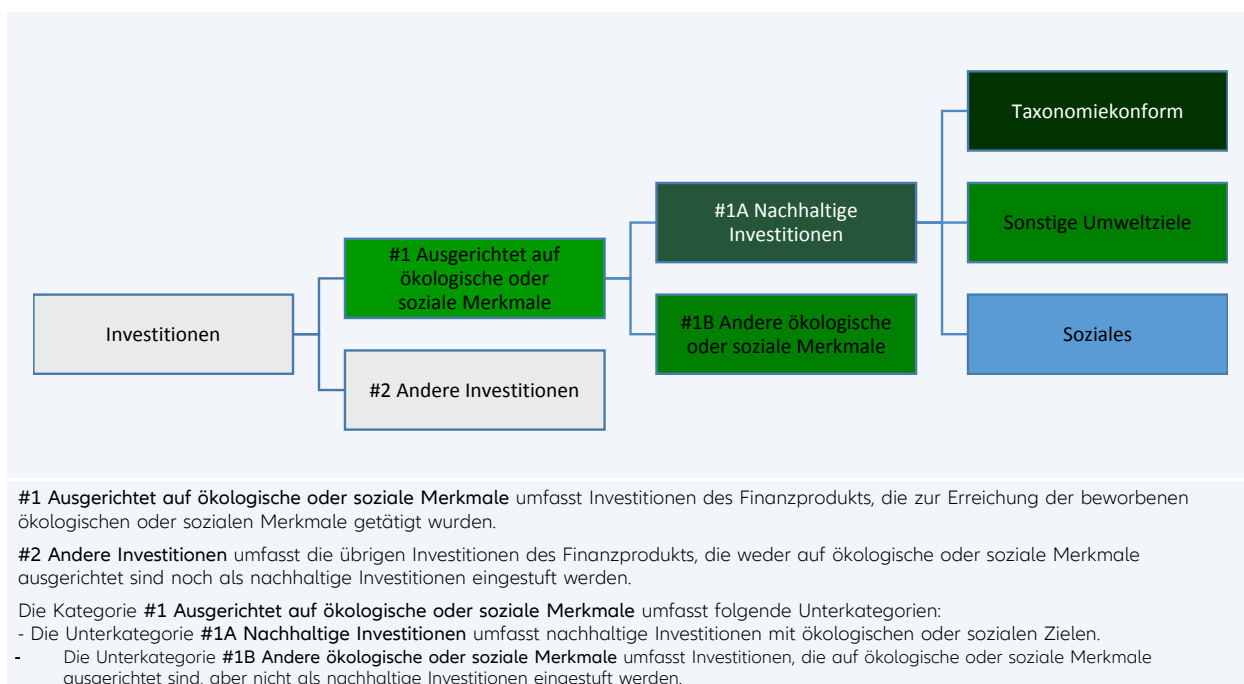 Taxonomiekonform
#1A Nachhaltige
Investitionen
Sonstige Umweltziele
#1 Ausgerichtet auf
ökologische oder
soziale Merkmale
Investitionen
#1B Andere ökologische
oder soziale Merkmale
Soziales
#2 Andere Investitionen
#1 Ausgerichtet auf ökologische oder soziale Merkmale umfasst Investitionen des Finanzprodukts, die zur Erreichung der beworbenen
ökologischen oder sozialen Merkmale getätigt wurden.
#2 Andere Investitionen umfasst die übrigen Investitionen des Finanzprodukts, die weder auf ökologische oder soziale Merkmale
ausgerichtet sind noch als nachhaltige Investitionen eingestuft werden.
Die Kategorie #1 Ausgerichtet auf ökologische oder soziale Merkmale umfasst folgende Unterkategorien:
- Die Unterkategorie #1A Nachhaltige Investitionen umfasst nachhaltige Investitionen mit ökologischen oder sozialen Zielen.
- Die Unterkategorie #1B Andere ökologische oder soziale Merkmale umfasst Investitionen, die auf ökologische oder soziale Merkmale
ausgerichtet sind, aber nicht als nachhaltige Investitionen eingestuft werden.